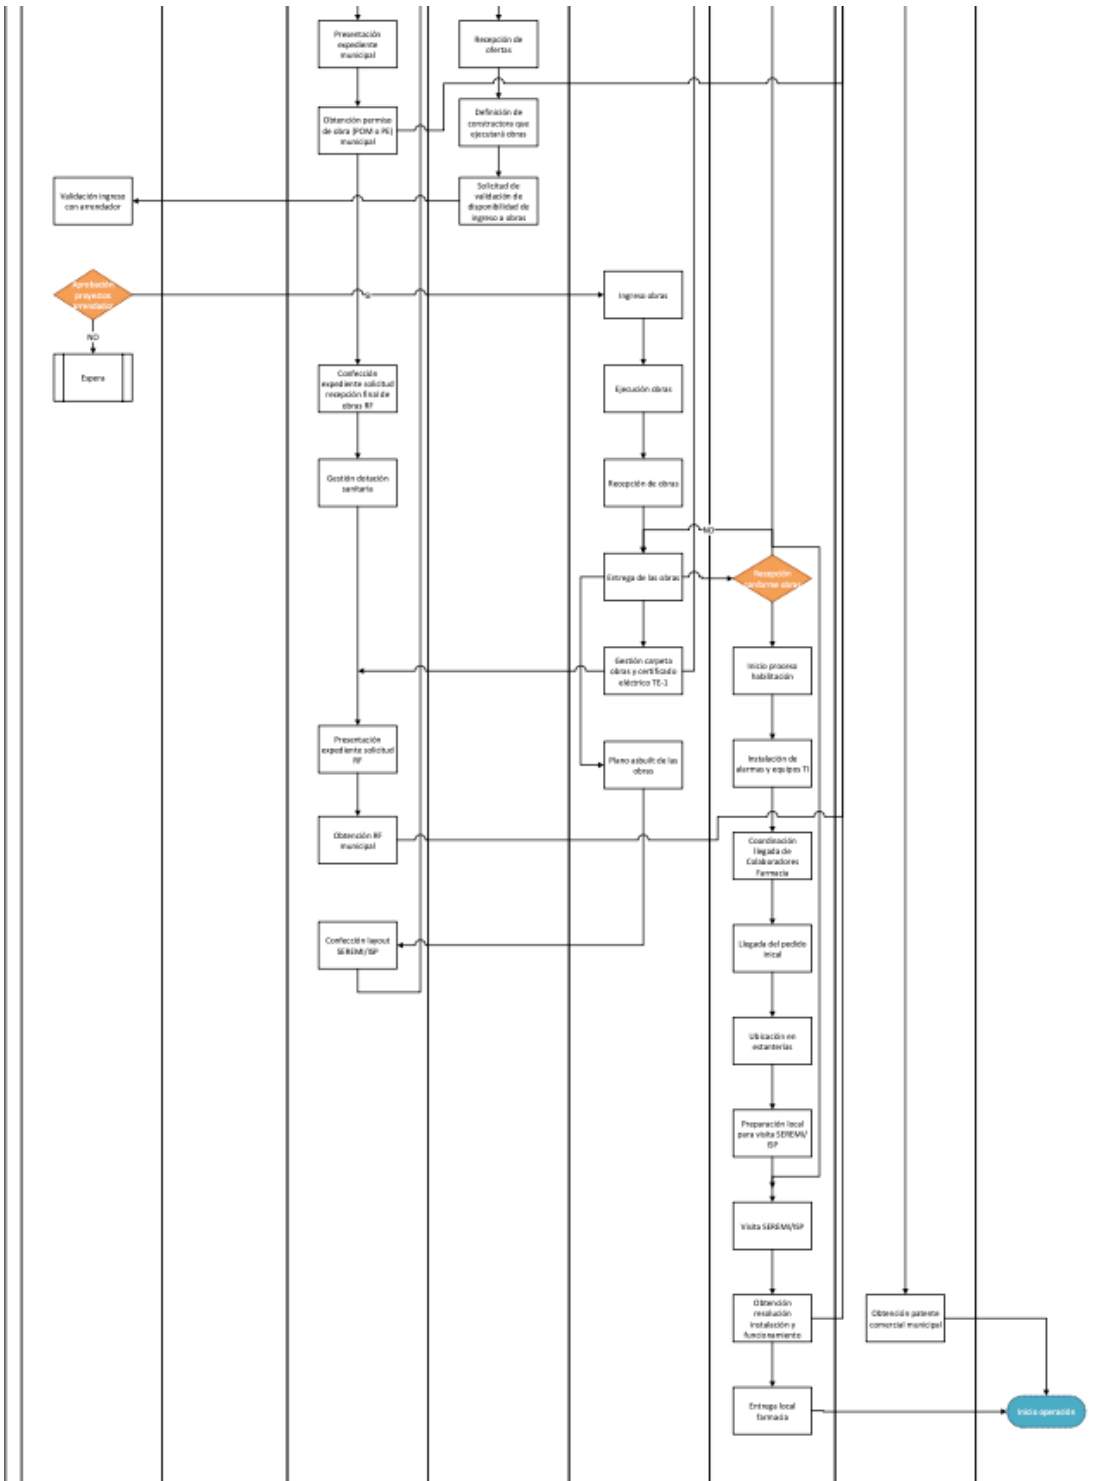 Presentación
expediente
municipal
Recepción de
ofertas
Obtención permiso
de obra (POM o PE)
municipal
Definición de
constructora que
ejecutará obras
Validación ingreso
con arrendador
Solicitud de
validación de
disponibilidad de
ingreso a obras
Aprobación
proyectos
arrendador
SI
Ingreso obras
NO
Espera
Confección
expediente solicitud
recepción final de
obras RF
Ejecución obras
Gestión dotación
sanitaria
Recepción de obras
NO
Entrega de las obras
Recepción
conforme obras
Gestión carpeta
obras y certificado
eléctrico TE-1
Inicio proceso
habilitación
Presentación
expediente solicitud
RF
Plano asbuilt de las
obras
Instalación de
alarmas y equipos TI
Obtención RF
municipal
Coordinación
llegada de
Colaboradores
Farmacia
Confección layout
SEREMI/ISP
Llegada del pedido
inical
Ubicación en
estanterías
Preparación local
para visita SEREMI/
ISP
Visita SEREMI/ISP
Obtención
resolución
instalación y
funcionamiento
Obtención patente
comercial municipal
Entrega local
farmacia
Inicio operación